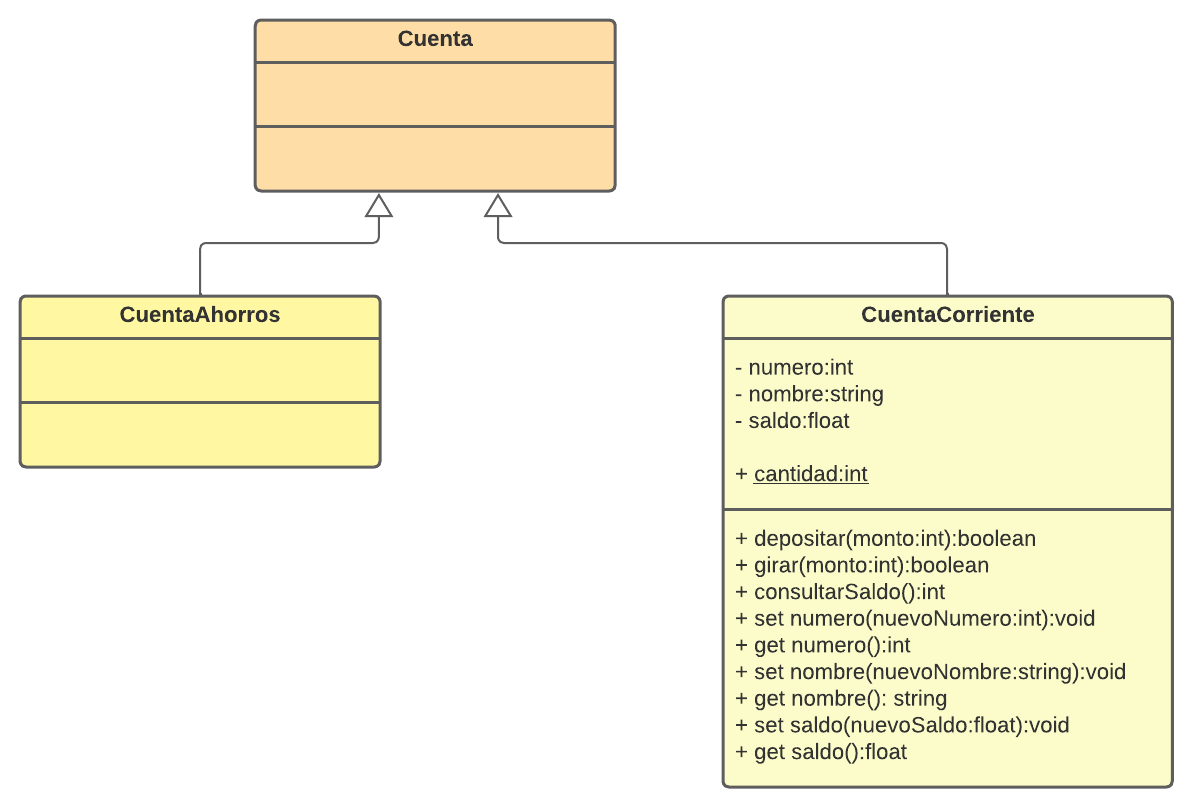 Cuenta
CuentaAhorros
CuentaCorriente
- numero:int
- nombre:string
- saldo:float
+ cantidad:int
+ depositar(monto:int):boolean
+ girar(monto:int):boolean
+ consultarSaldo():int
+ set numero(nuevoNumero:int):void
+ get numero():int
+ set nombre(nuevoNombre:string):void
+ get nombre(): string
+ set saldo(nuevoSaldo:float):void
+ get saldo():float